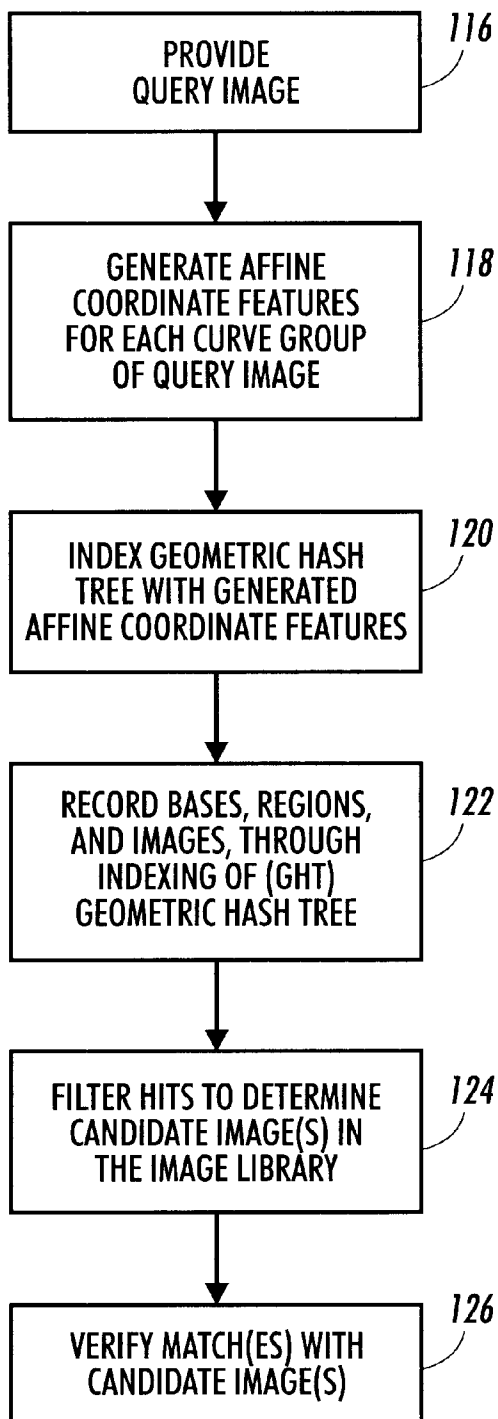 116
PROVIDE
QUERY IMAGE
118
GENERATE AFFINE
COORDINATE FEATURES
FOR EACH CURVE GROUP
OF QUERY IMAGE
120
INDEX GEOMETRIC HASH
TREE WITH GENERATED
AFFINE COORDINATE FEATURES
122
RECORD BASES, REGIONS,
AND IMAGES, THROUGH
INDEXING OF (GHT)
GEOMETRIC HASH TREE
124
FILTER HITS TO DETERMINE
CANDIDATE IMAGE(S) IN
THE IMAGE LIBRARY
126
VERIFY MATCH(ES) WITH
CANDIDATE IMAGE(S)